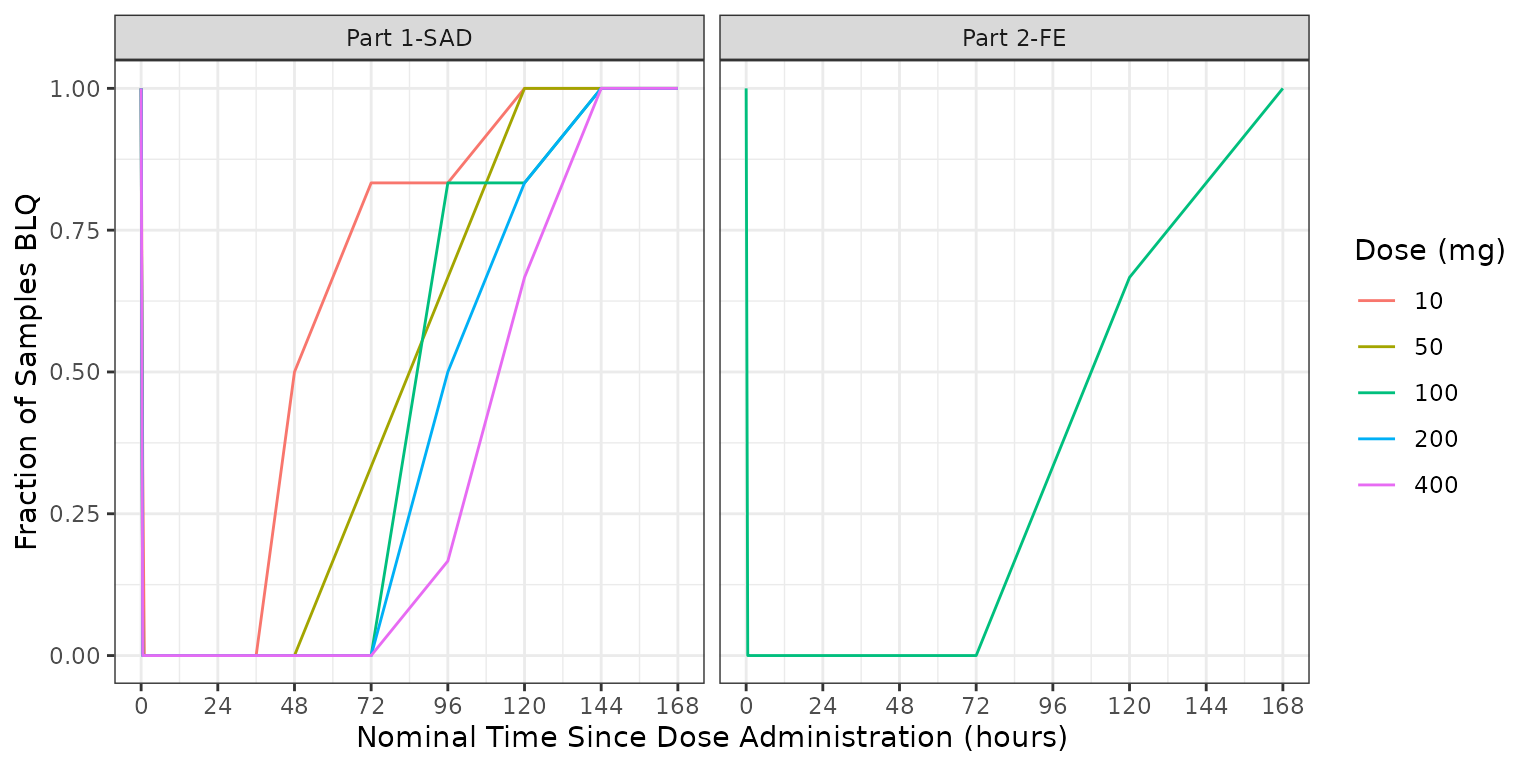 Part 1-SAD
Part 2-FE
Fraction of Samples BLQ
1.00
0.75
0.50
0.25
0.00
0 24 48 72 96 120 144 168
0 24 48 72 96 120 144 168
Nominal Time Since Dose Administration (hours)
Dose (mg)
10
50
100
200
400